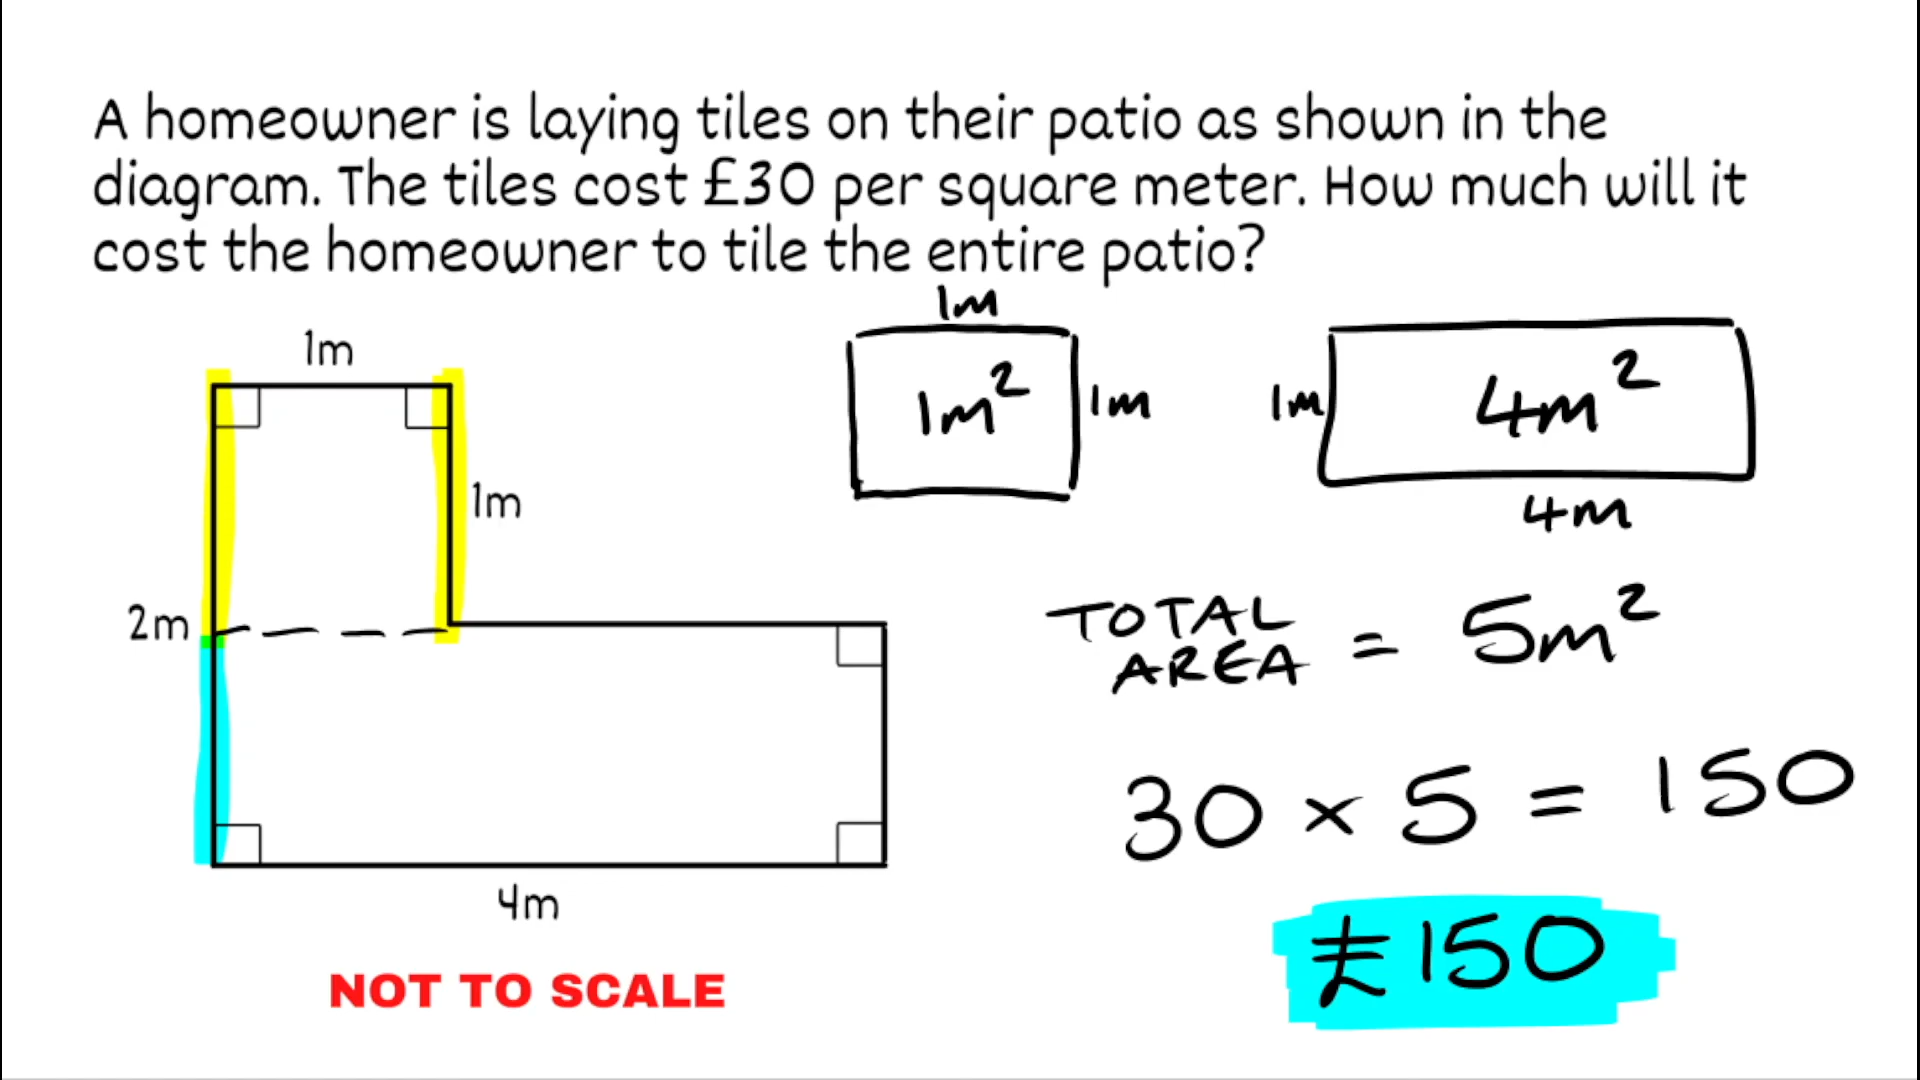 A homeowner is laying tiles on their patio as shown in the
diagram. The tiles cost £30 per square meter. How much will it
cost the homeowner to tile the entire patio?
1m
1m
2m
4m
NOT TO SCALE
1m
1m²
1m
1m
4m²
4m
TOTAL
AREA = 5m²
30 × 5 = 150
£150